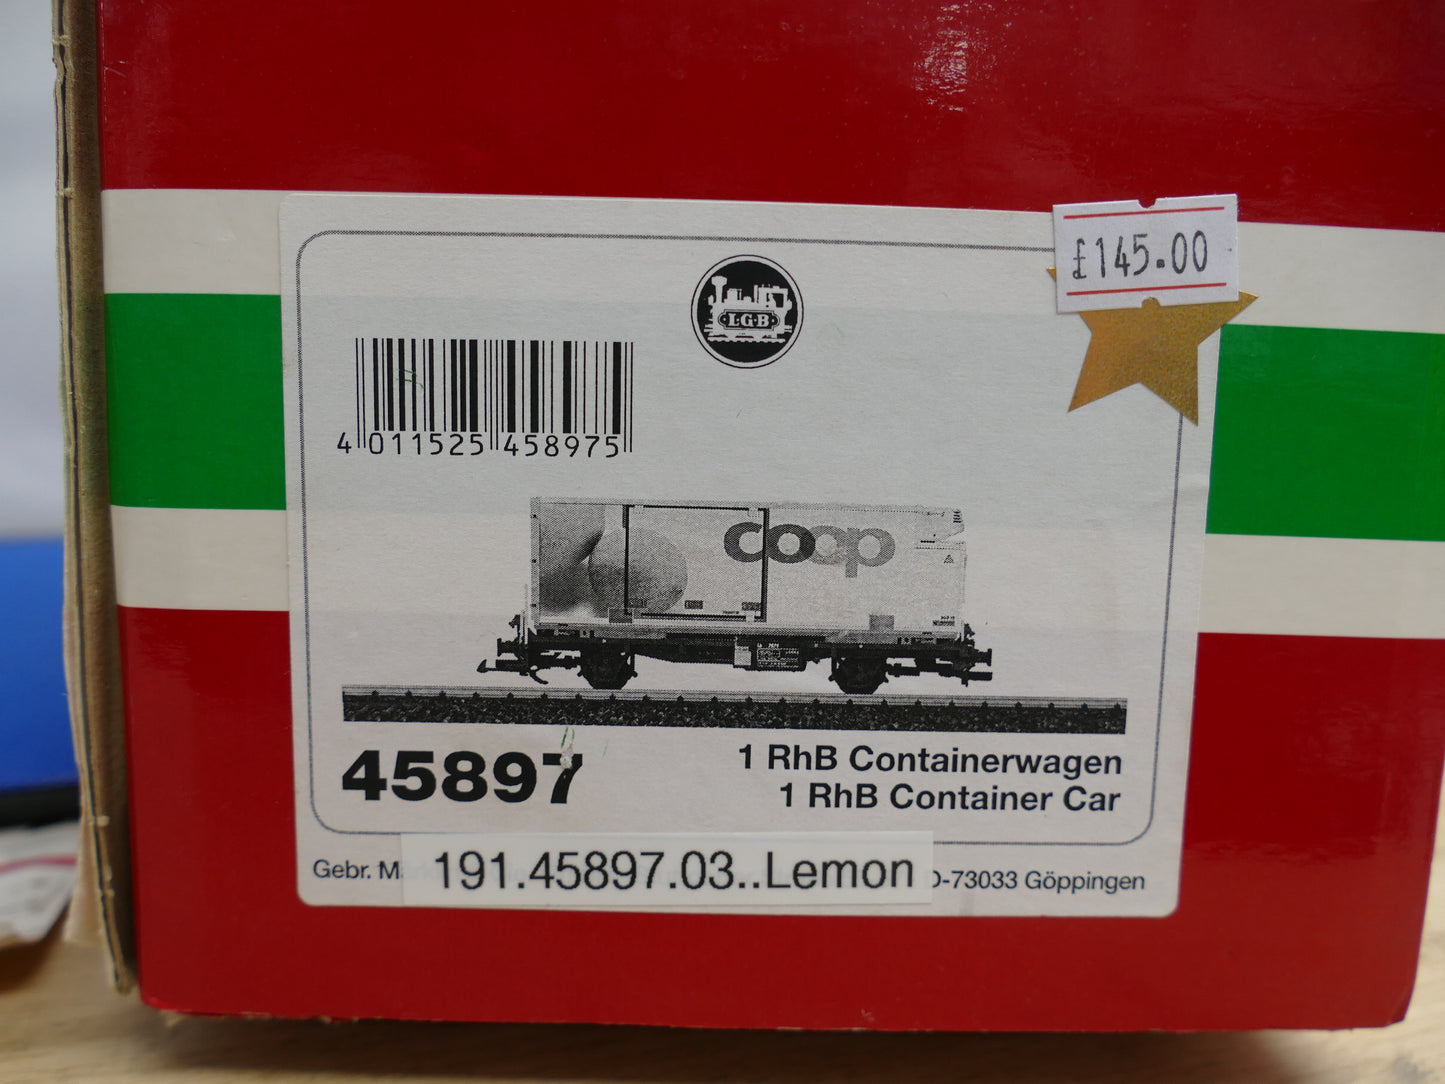 £145.00
L·G·B
4 011525 458975
coop
45897
1 RhB Containerwagen
1 RhB Container Car
Gebr.
191.45897.03..Lemon
D-73033 Göppingen